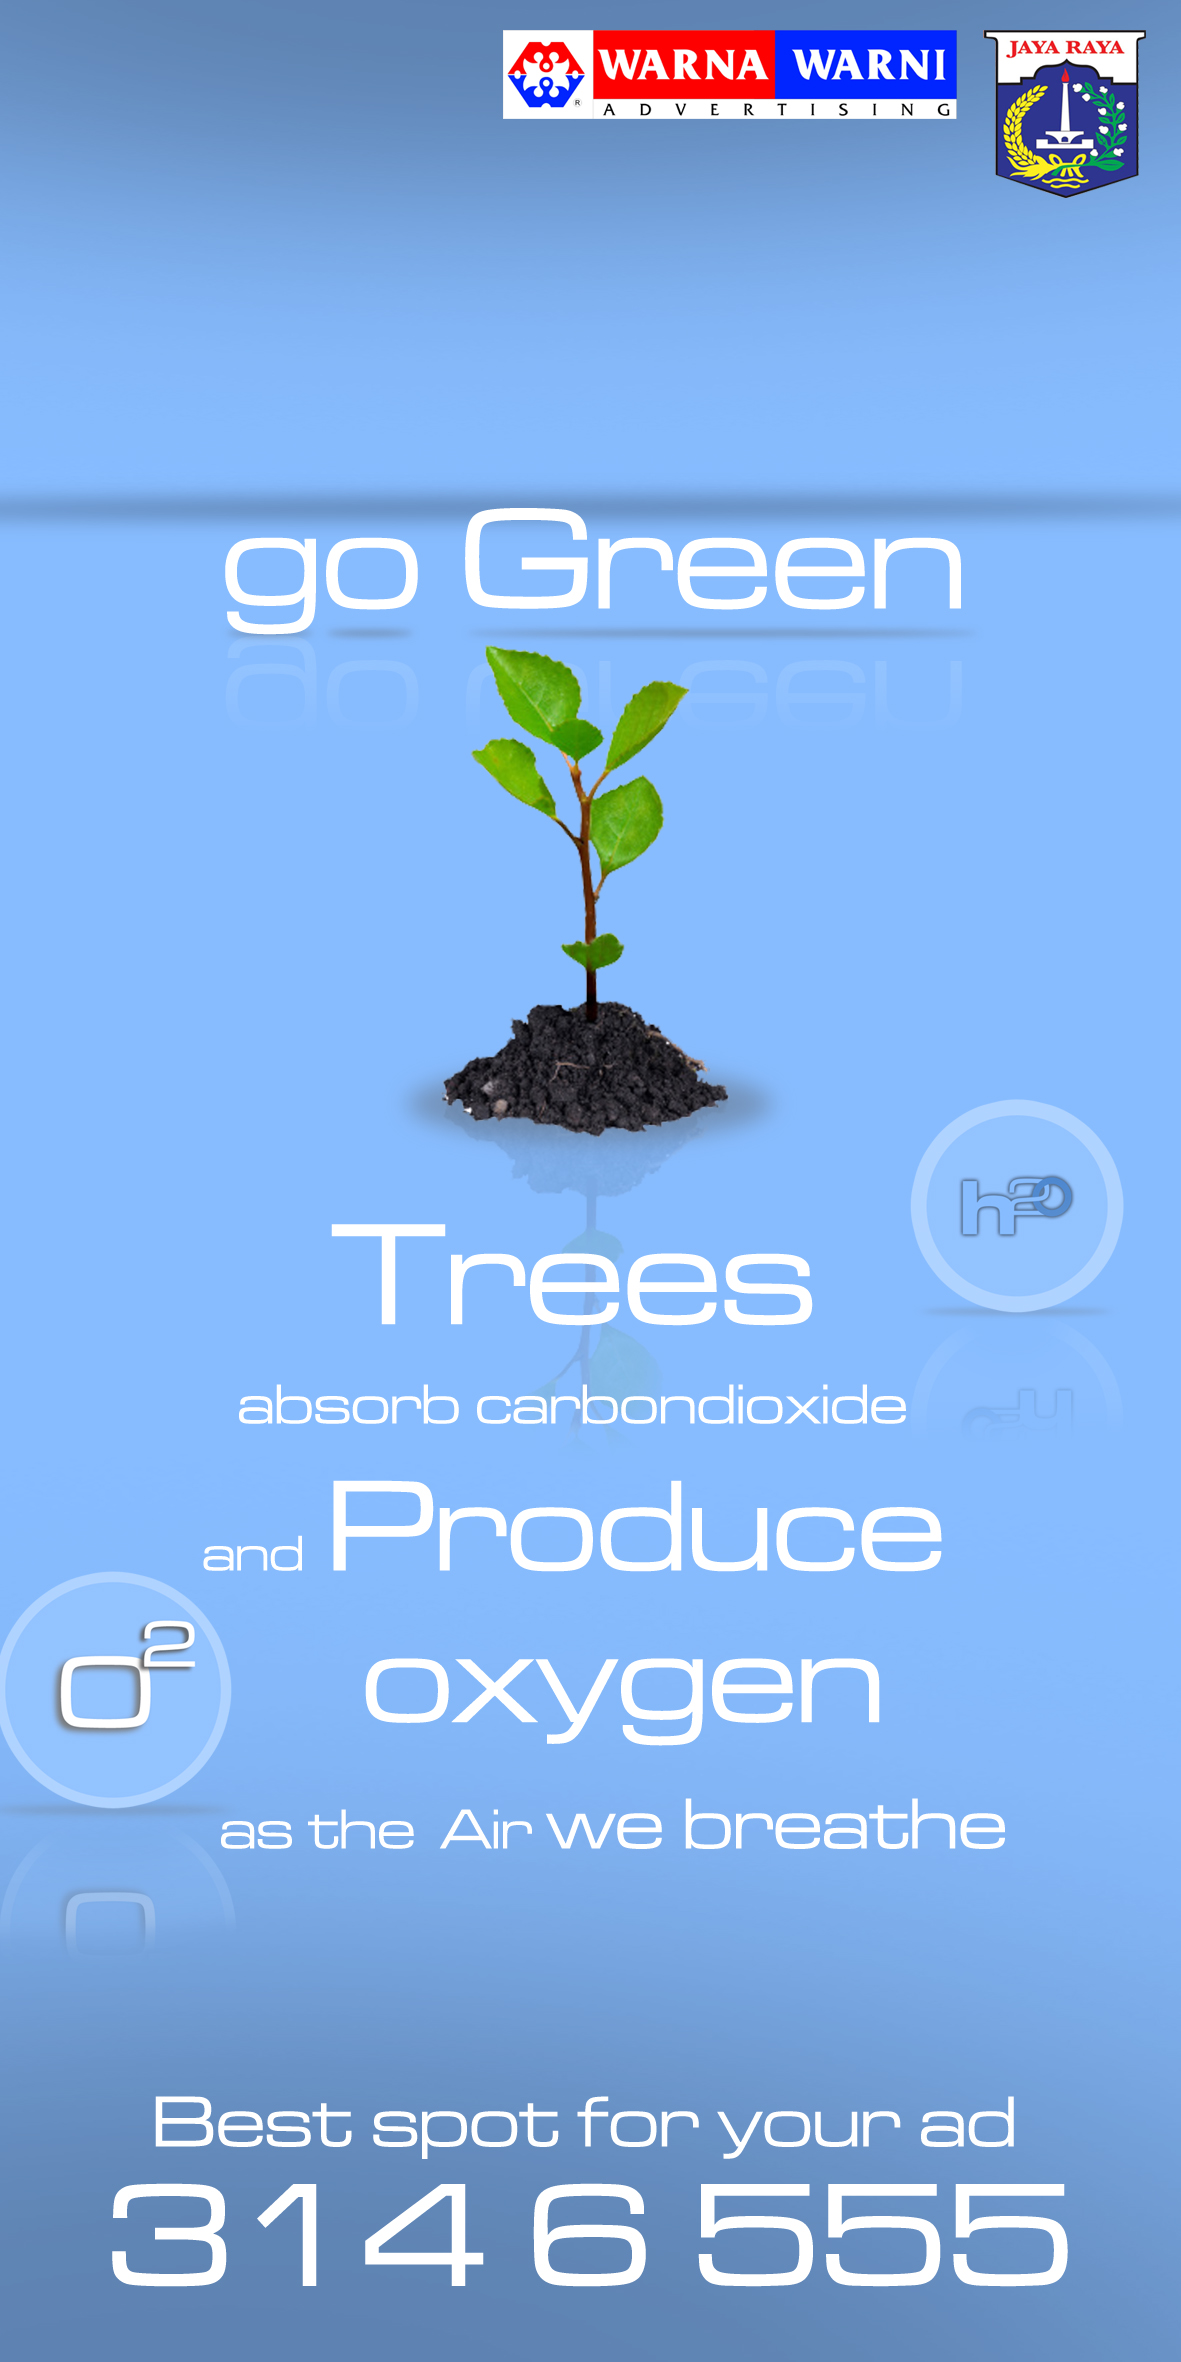 WARNA WARNI
ADVERTISING
JAYA RAYA
go Green
h2o
Trees
absorb carbondioxide
and Produce
o²
oxygen
as the Air we breathe
Best spot for your ad
314 6 555